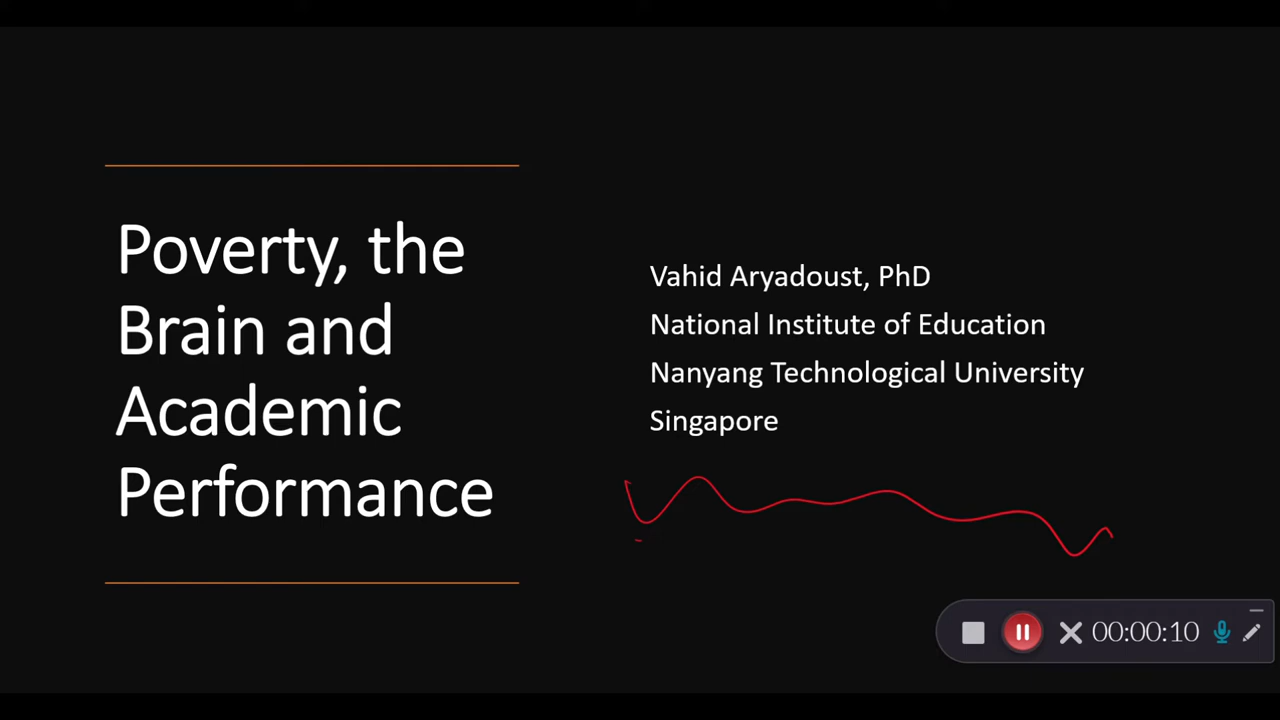 Poverty, the
Brain and
Academic
Performance
Vahid Aryadoust, PhD
National Institute of Education
Nanyang Technological University
Singapore
00:00:10